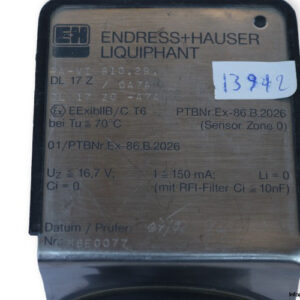 EH ENDRESS+HAUSER
LIQUIPHANT
DL 17 Z
13942
EExibIIB/C T6
bei Tu ≤ 70°C
PTBNr.Ex-86.B.2026
(Sensor Zone 0)
01/PTBNr.Ex-86.B.2026
Uz ≤ 16,7 V;
I ≤ 150 mA;
Li = 0
Ci = 0
(mit RFI-Filter Ci ≤ 10nF)
Datum / Prüfer:
Nr.